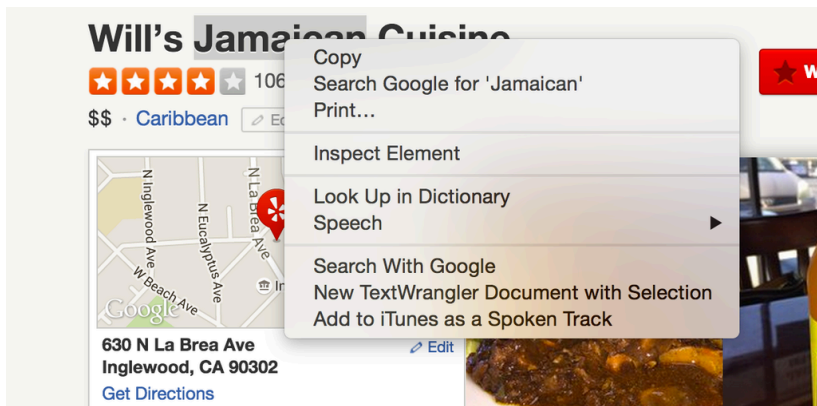 Will's Jamaican Cuisine
106
$$ · Caribbean
Copy
Search Google for 'Jamaican'
Print...
Inspect Element
Look Up in Dictionary
Speech
Search With Google
New TextWrangler Document with Selection
Add to iTunes as a Spoken Track
N Inglewood Ave
N Eucalyptus Ave
N La Brea Ave
W Beach Ave
Google
630 N La Brea Ave
Inglewood, CA 90302
Edit
Get Directions